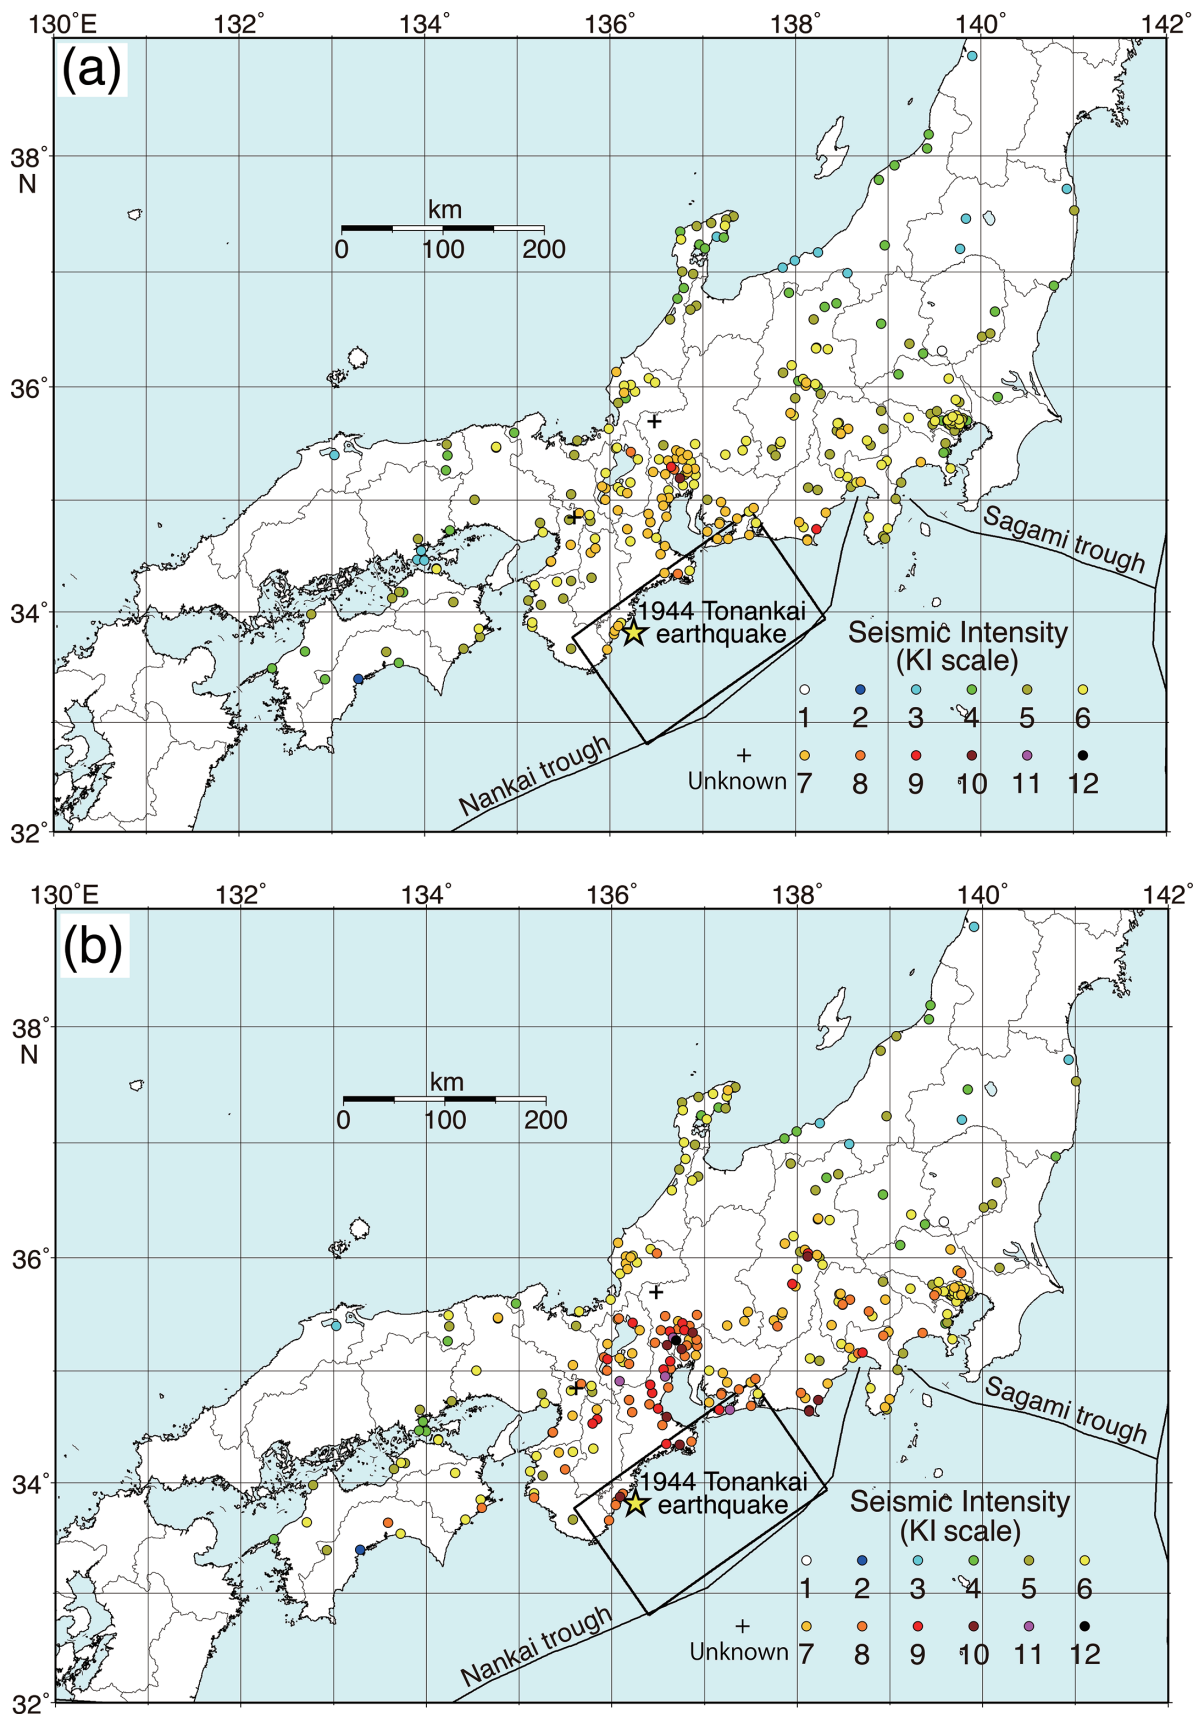 130°E 132° 134° 136° 138° 140° 142°
(a)
38°
N
km
0 100 200
36°
Sagami trough
34°
1944 Tonankai
earthquake
Seismic Intensity
(KI scale)
1 2 3 4 5 6
Unknown 7 8 9 10 11 12
Nankai trough
32°
130°E 132° 134° 136° 138° 140° 142°
(b)
38°
N
km
0 100 200
36°
Sagami trough
34°
1944 Tonankai
earthquake
Seismic Intensity
(KI scale)
1 2 3 4 5 6
Unknown 7 8 9 10 11 12
Nankai trough
32°